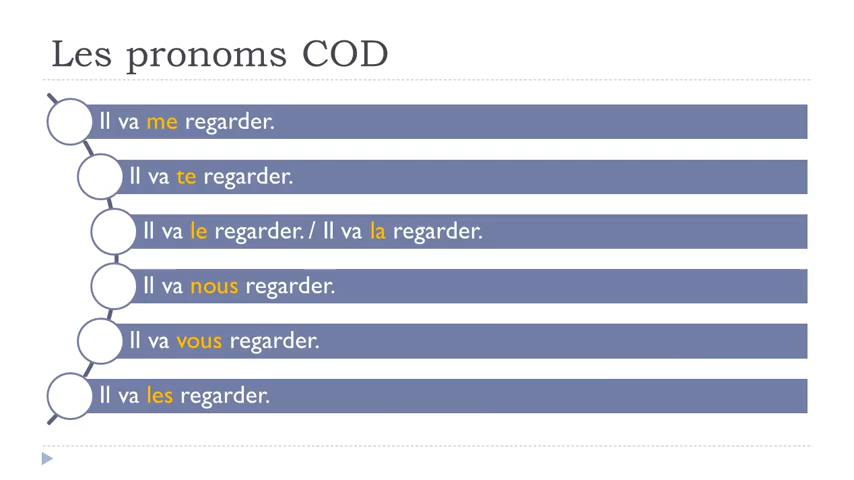 Les pronoms COD
Il va me regarder.
Il va te regarder.
Il va le regarder. / Il va la regarder.
Il va nous regarder.
Il va vous regarder.
Il va les regarder.